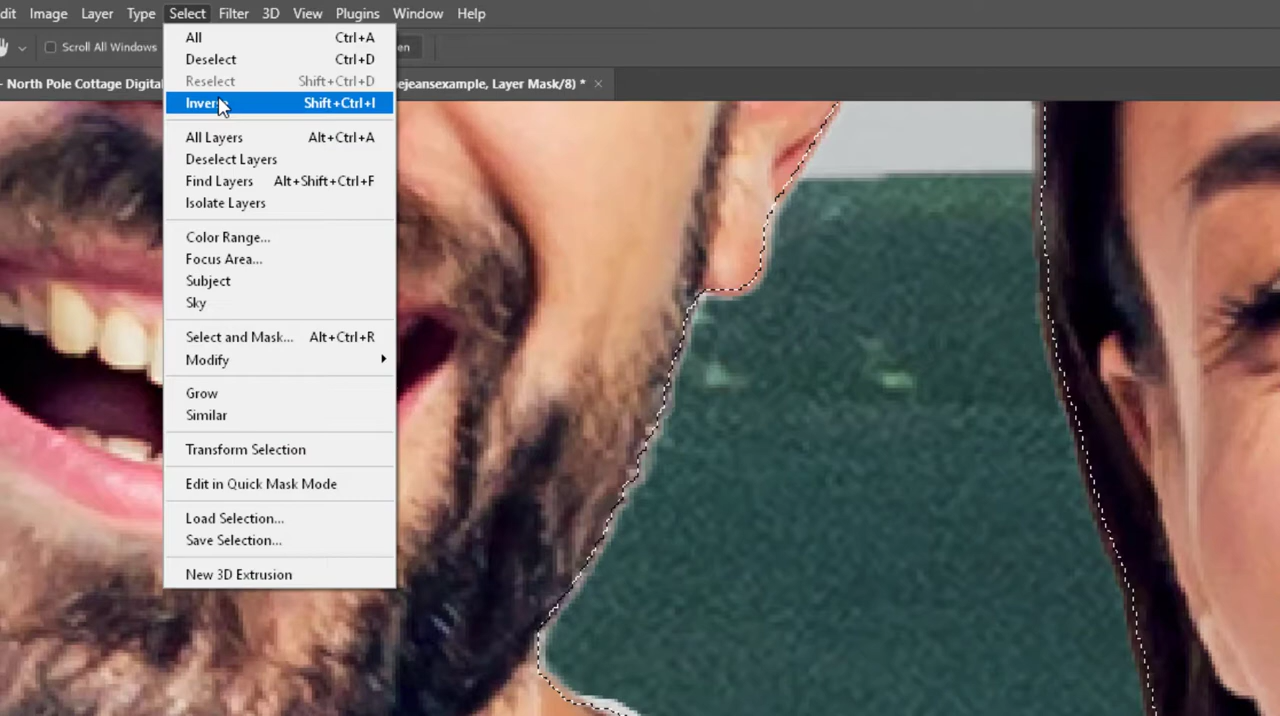 dit Image Layer Type Select Filter 3D View Plugins Window Help
Scroll All Windows en
- North Pole Cottage Digital ejeansexample, Layer Mask/8) * ×
All Ctrl+A
Deselect Ctrl+D
Reselect Shift+Ctrl+D
Inverse Shift+Ctrl+I
All Layers Alt+Ctrl+A
Deselect Layers
Find Layers Alt+Shift+Ctrl+F
Isolate Layers
Color Range...
Focus Area...
Subject
Sky
Select and Mask... Alt+Ctrl+R
Modify
Grow
Similar
Transform Selection
Edit in Quick Mask Mode
Load Selection...
Save Selection...
New 3D Extrusion